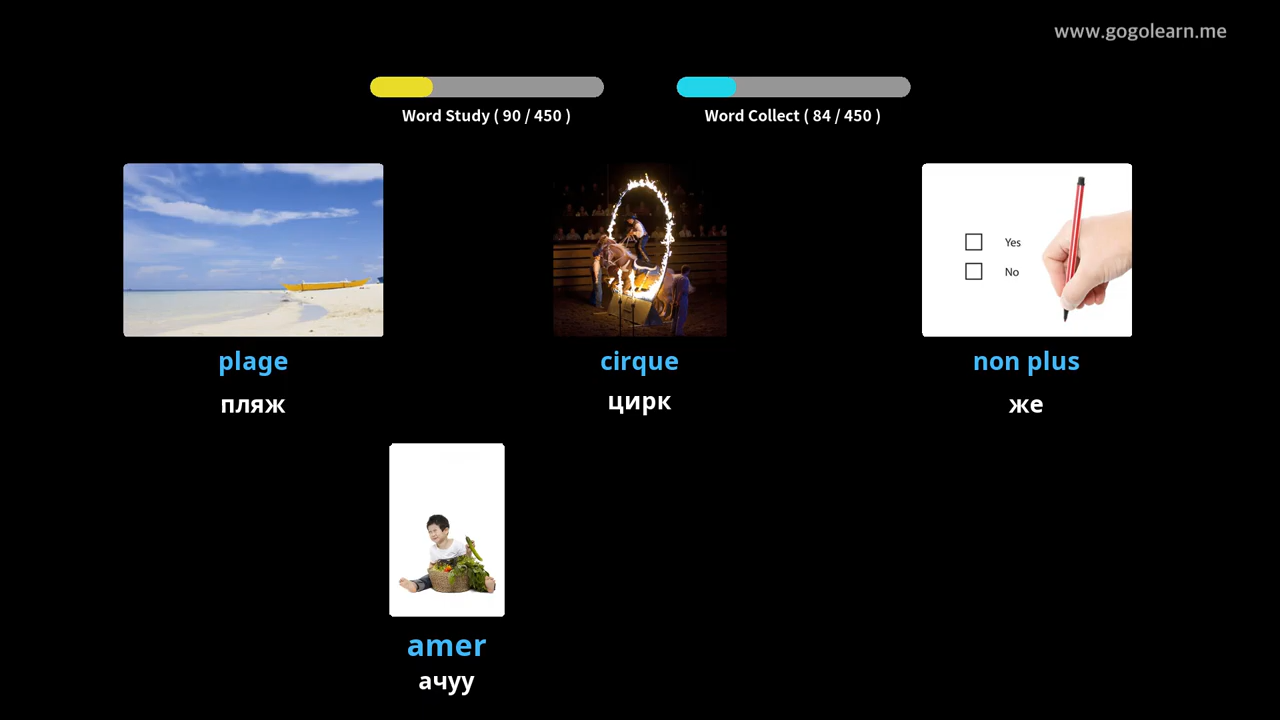 www.gogolearn.me
Word Study ( 90 / 450 )
Word Collect ( 84 / 450 )
Yes
No
plage
пляж
cirque
цирк
non plus
же
amer
ачуу